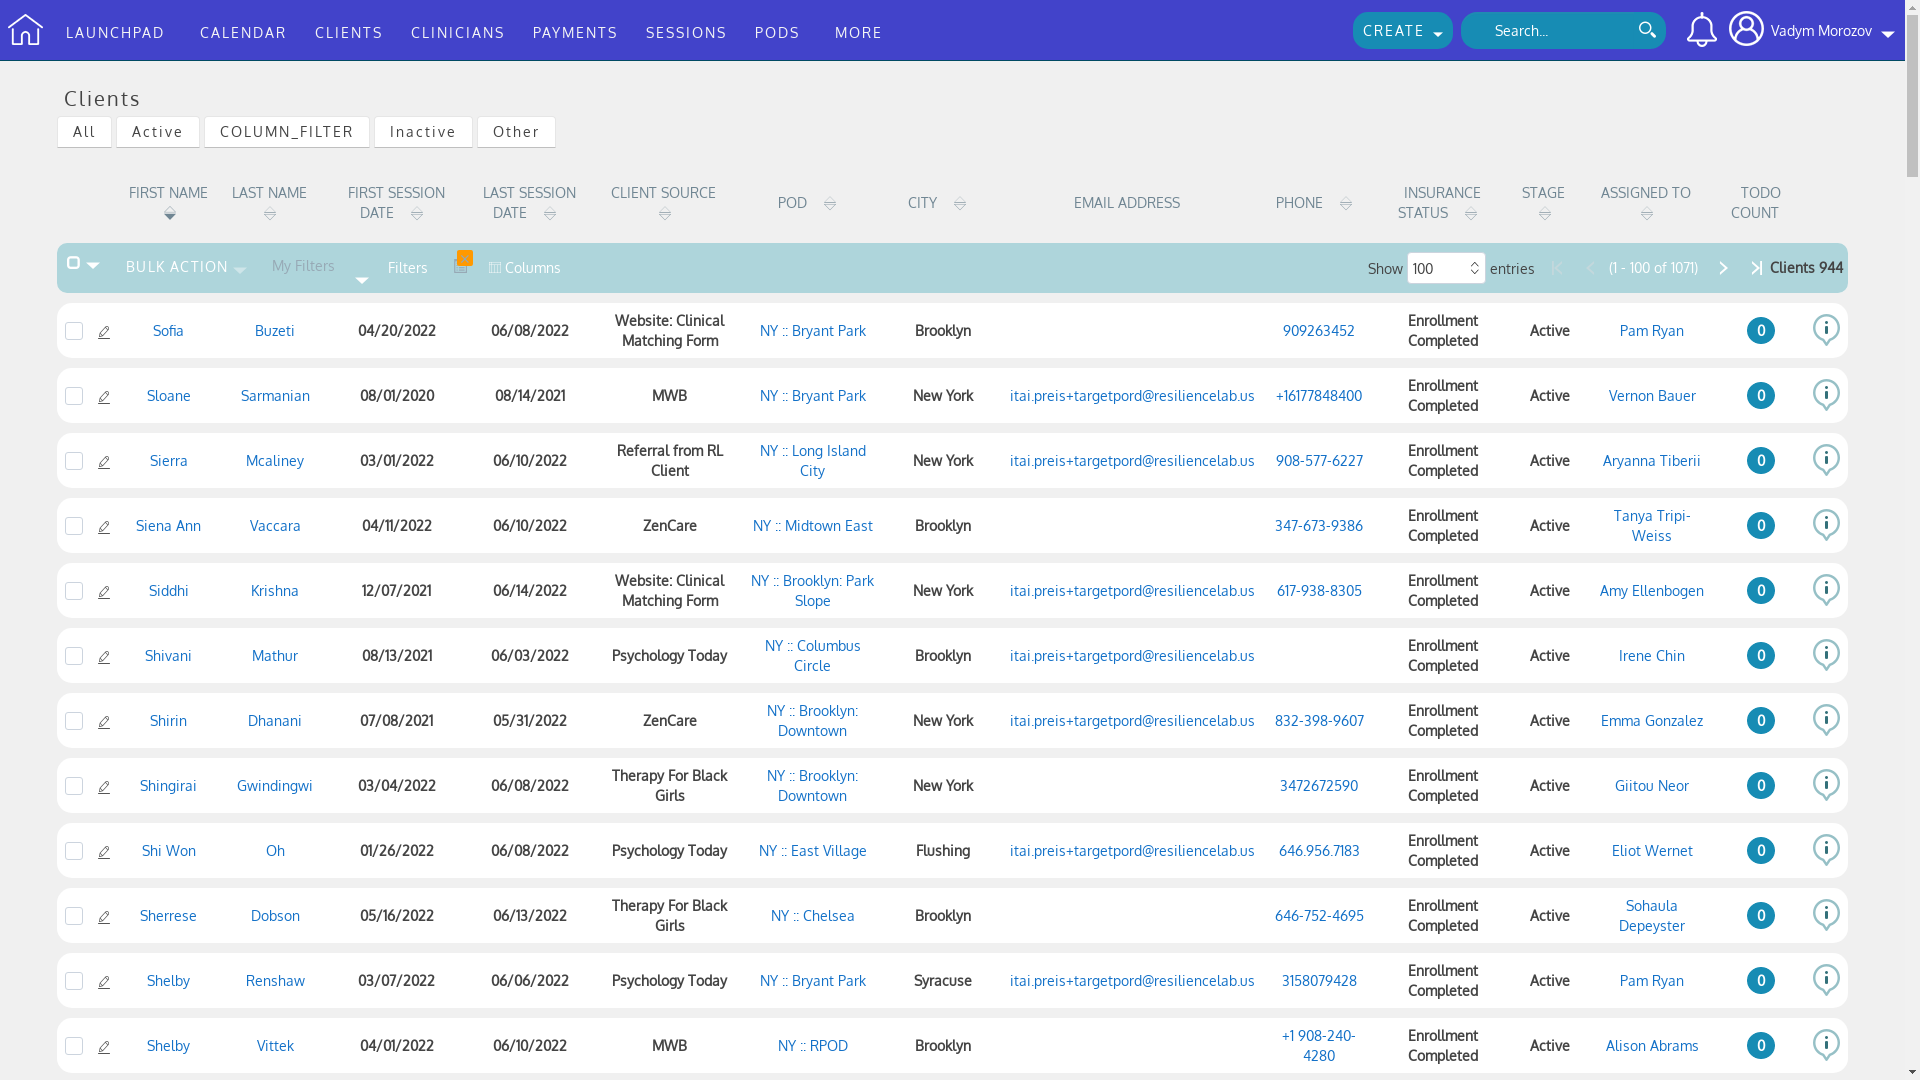 LAUNCHPAD CALENDAR CLIENTS CLINICIANS PAYMENTS SESSIONS PODS MORE CREATE Search... Vadym Morozov
Clients
All Active COLUMN_FILTER Inactive Other
FIRST NAME LAST NAME FIRST SESSION DATE LAST SESSION DATE CLIENT SOURCE POD CITY EMAIL ADDRESS PHONE INSURANCE STATUS STAGE ASSIGNED TO TODO COUNT
BULK ACTION My Filters Filters Columns Show 100 entries (1 - 100 of 1071) Clients 944
Sofia Buzeti 04/20/2022 06/08/2022 Website: Clinical Matching Form NY :: Bryant Park Brooklyn 909263452 Enrollment Completed Active Pam Ryan 0
Sloane Sarmanian 08/01/2020 08/14/2021 MWB NY :: Bryant Park New York itai.preis+targetpord@resiliencelab.us +16177848400 Enrollment Completed Active Vernon Bauer 0
Sierra Mcaliney 03/01/2022 06/10/2022 Referral from RL Client NY :: Long Island City New York itai.preis+targetpord@resiliencelab.us 908-577-6227 Enrollment Completed Active Aryanna Tiberii 0
Siena Ann Vaccara 04/11/2022 06/10/2022 ZenCare NY :: Midtown East Brooklyn 347-673-9386 Enrollment Completed Active Tanya Tripi-Weiss 0
Siddhi Krishna 12/07/2021 06/14/2022 Website: Clinical Matching Form NY :: Brooklyn: Park Slope New York itai.preis+targetpord@resiliencelab.us 617-938-8305 Enrollment Completed Active Amy Ellenbogen 0
Shivani Mathur 08/13/2021 06/03/2022 Psychology Today NY :: Columbus Circle Brooklyn itai.preis+targetpord@resiliencelab.us Enrollment Completed Active Irene Chin 0
Shirin Dhanani 07/08/2021 05/31/2022 ZenCare NY :: Brooklyn: Downtown New York itai.preis+targetpord@resiliencelab.us 832-398-9607 Enrollment Completed Active Emma Gonzalez 0
Shingirai Gwindingwi 03/04/2022 06/08/2022 Therapy For Black Girls NY :: Brooklyn: Downtown New York 3472672590 Enrollment Completed Active Giitou Neor 0
Shi Won Oh 01/26/2022 06/08/2022 Psychology Today NY :: East Village Flushing itai.preis+targetpord@resiliencelab.us 646.956.7183 Enrollment Completed Active Eliot Wernet 0
Sherrese Dobson 05/16/2022 06/13/2022 Therapy For Black Girls NY :: Chelsea Brooklyn 646-752-4695 Enrollment Completed Active Sohaula Depeyster 0
Shelby Renshaw 03/07/2022 06/06/2022 Psychology Today NY :: Bryant Park Syracuse itai.preis+targetpord@resiliencelab.us 3158079428 Enrollment Completed Active Pam Ryan 0
Shelby Vittek 04/01/2022 06/10/2022 MWB NY :: RPOD Brooklyn +1 908-240-4280 Enrollment Completed Active Alison Abrams 0